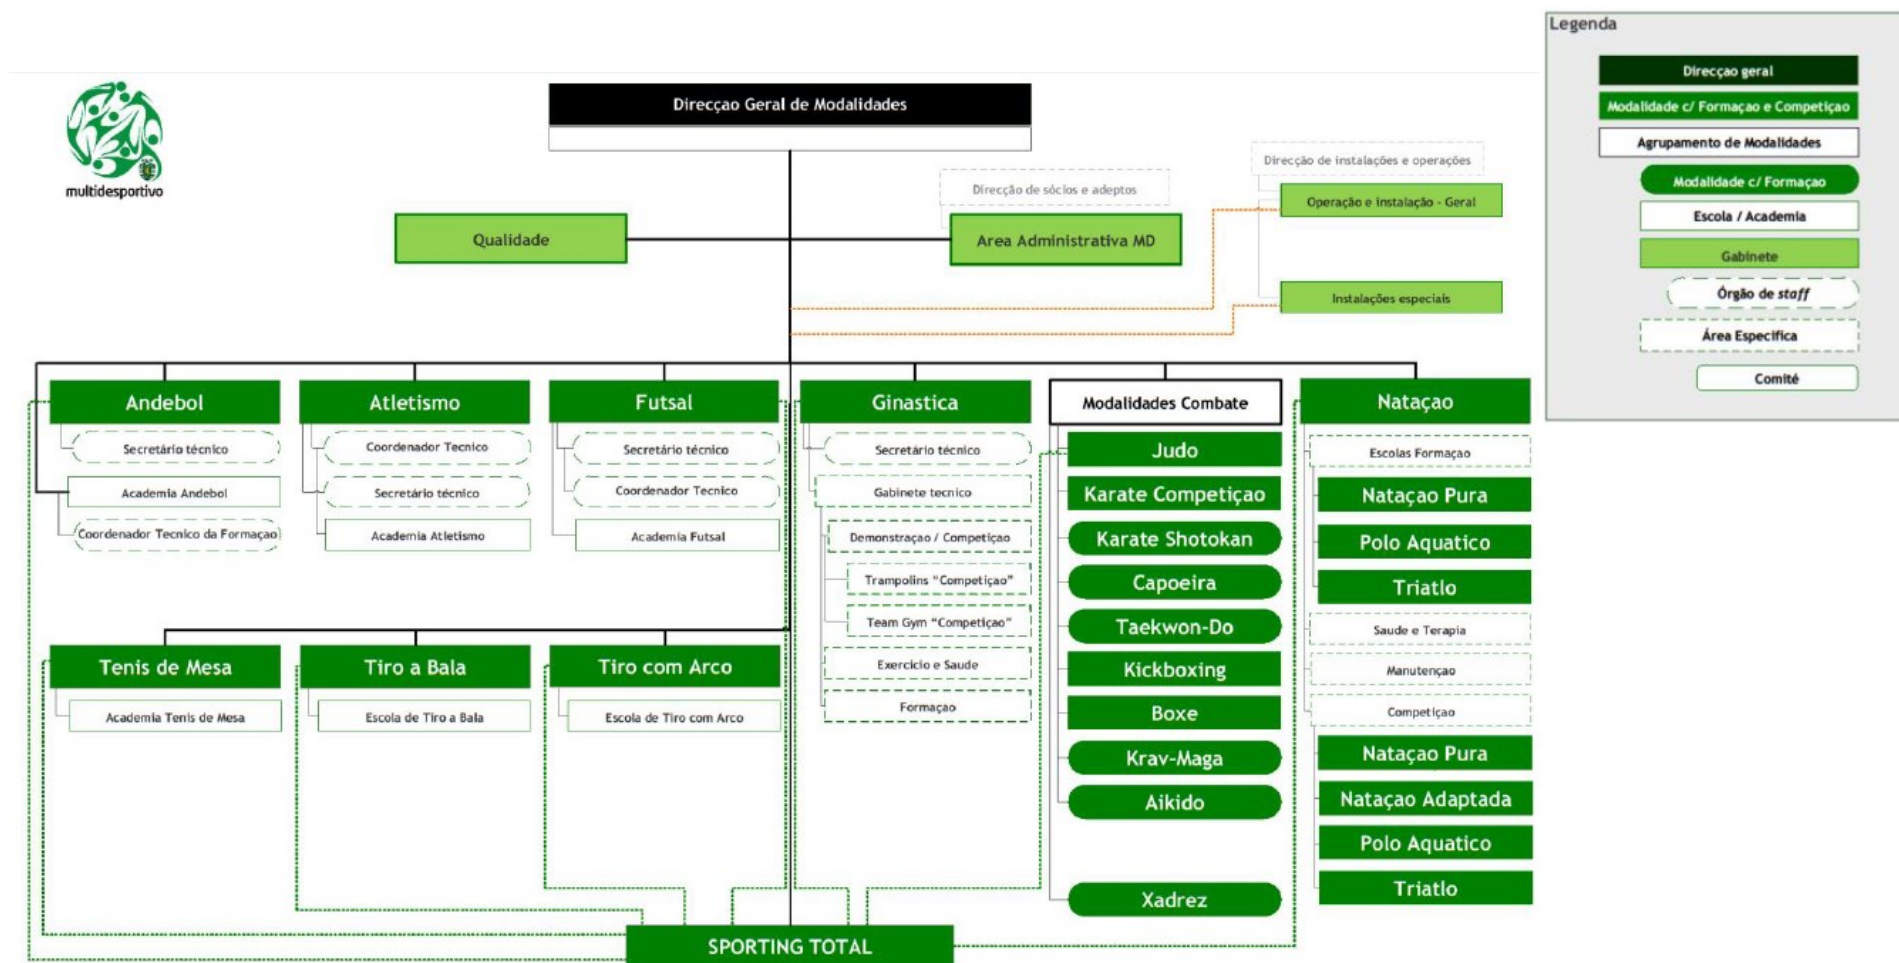 Legenda
Direcçao geral
Modalidade c/ Formaçao e Competiçao
Agrupamento de Modalidades
Modalidade c/ Formaçao
Escola / Academia
Gabinete
Órgão de staff
Área Específica
Comité
multidesportivo
Direcçao Geral de Modalidades
Direcção de sócios e adeptos
Direcção de instalações e operações
Qualidade
Area Administrativa MD
Operação e instalação - Geral
Instalações especiais
Andebol
Secretário técnico
Academia Andebol
Coordenador Tecnico da Formaçao
Atletismo
Coordenador Tecnico
Secretário técnico
Academia Atletismo
Futsal
Secretário técnico
Coordenador Tecnico
Academia Futsal
Ginastica
Secretário técnico
Gabinete tecnico
Demonstraçao / Competiçao
Trampolins “Competiçao”
Team Gym “Competiçao”
Exercicio e Saude
Formaçao
Modalidades Combate
Judo
Karate Competiçao
Karate Shotokan
Capoeira
Taekwon-Do
Kickboxing
Boxe
Krav-Maga
Aikido
Xadrez
Nataçao
Escolas Formaçao
Nataçao Pura
Polo Aquatico
Triatlo
Saude e Terapia
Manutençao
Competiçao
Nataçao Pura
Nataçao Adaptada
Polo Aquatico
Triatlo
Tenis de Mesa
Academia Tenis de Mesa
Tiro a Bala
Escola de Tiro a Bala
Tiro com Arco
Escola de Tiro com Arco
SPORTING TOTAL